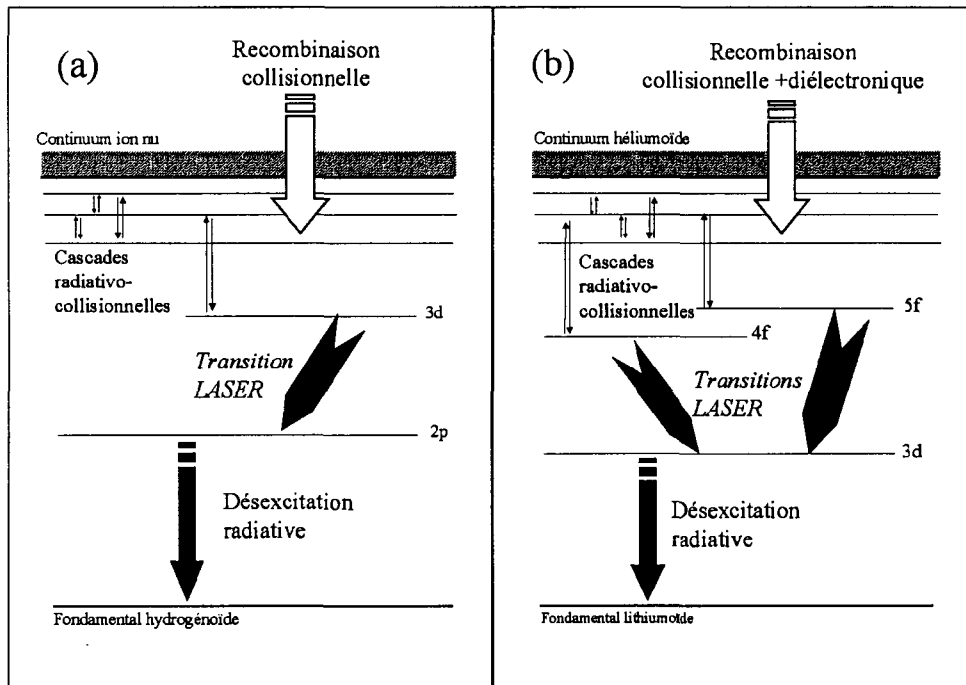 (a)
Recombinaison
collisionnelle
Continuum ion nu
Cascades
radiativo-
collisionnelles
3d
Transition
LASER
2p
Désexcitation
radiative
Fondamental hydrogénoïde
(b)
Recombinaison
collisionnelle +diélectronique
Continuum héliumoïde
Cascades
radiativo-
collisionnelles
5f
4f
Transitions
LASER
3d
Désexcitation
radiative
Fondamental lithiumoïde